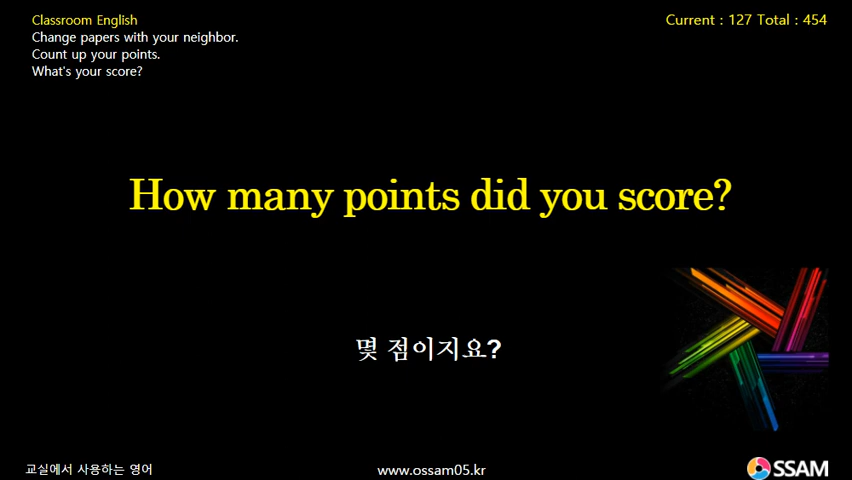 Classroom English
Current : 127 Total : 454
Change papers with your neighbor.
Count up your points.
What's your score?
How many points did you score?
몇 점이지요?
교실에서 사용하는 영어
www.ossam05.kr
SSAM